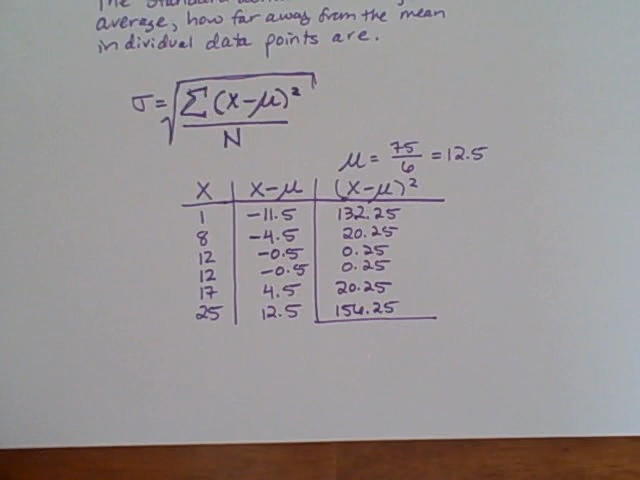 The Standard
average, how far away from the mean
individual data points are.
σ = √(Σ(x-μ)² / N)
μ = 75/6 = 12.5
X | X-μ | (X-μ)²
1 | -11.5 | 132.25
8 | -4.5 | 20.25
12 | -0.5 | 0.25
12 | -0.5 | 0.25
17 | 4.5 | 20.25
25 | 12.5 | 156.25